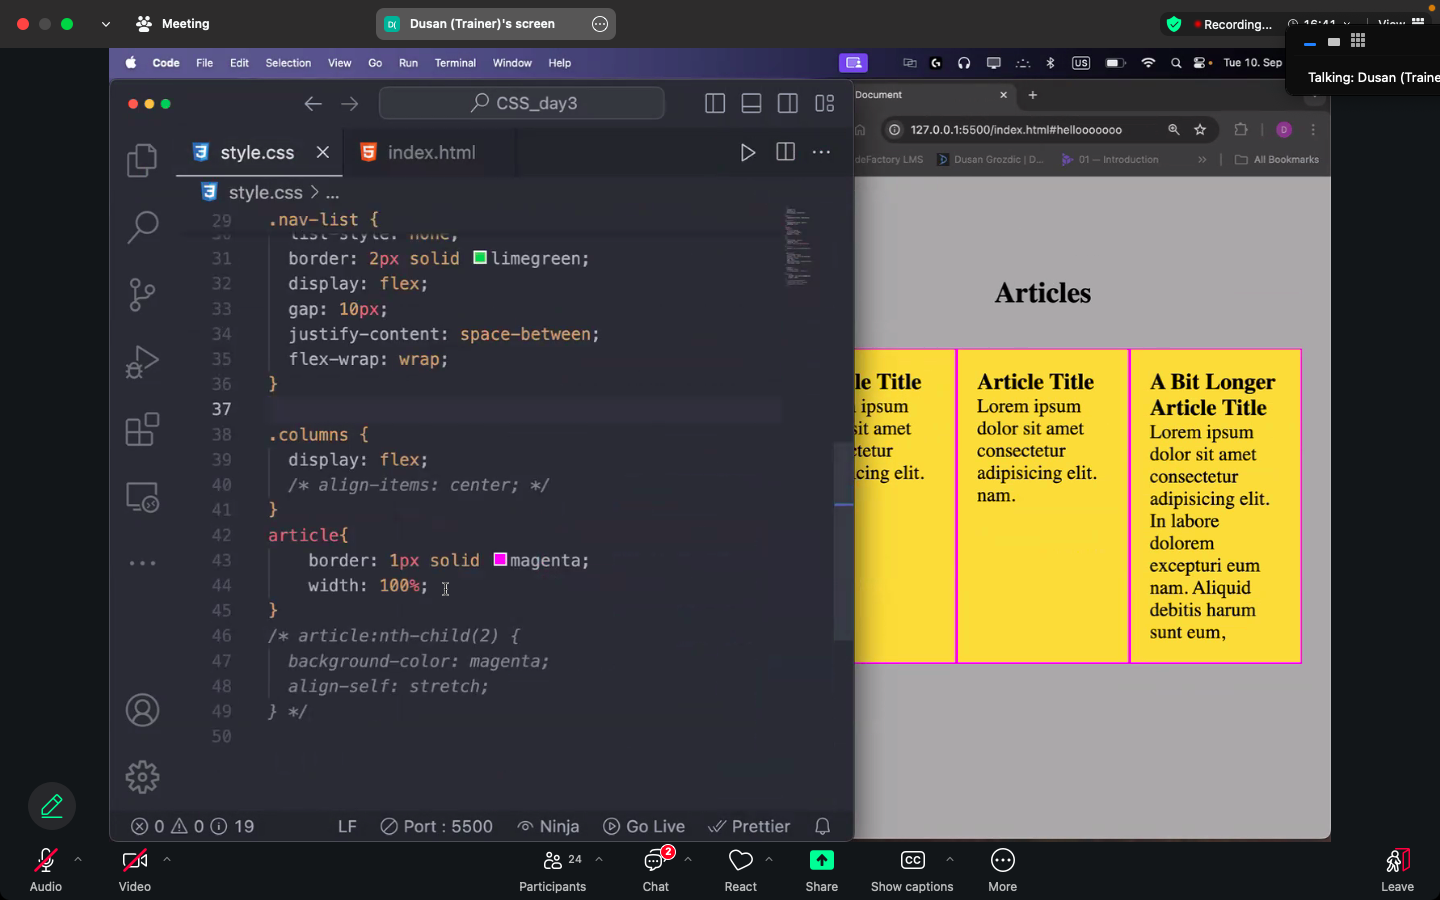 Meeting
D( Dusan (Trainer)'s screen
Recording...
16:41
View
Talking: Dusan (Traine
Code File Edit Selection View Go Run Terminal Window Help
US
Tue 10. Sep
CSS_day3
style.css
index.html
style.css > ...
29 .nav-list {
30 list-style: none;
31 border: 2px solid limegreen;
32 display: flex;
33 gap: 10px;
34 justify-content: space-between;
35 flex-wrap: wrap;
36 }
37
38 .columns {
39 display: flex;
40 /* align-items: center; */
41 }
42 article{
43 border: 1px solid magenta;
44 width: 100%;
45 }
46 /* article:nth-child(2) {
47 background-color: magenta;
48 align-self: stretch;
49 } */
50
0 0 19 LF Port : 5500 Ninja Go Live Prettier
Document
127.0.0.1:5500/index.html#hellooooooo
D
deFactory LMS
Dusan Grozdic | D...
01 — Introduction
All Bookmarks
Articles
le Title
ipsum
sit amet
tetur
cing elit.
Article Title
Lorem ipsum
dolor sit amet
consectetur
adipisicing elit.
nam.
A Bit Longer
Article Title
Lorem ipsum
dolor sit amet
consectetur
adipisicing elit.
In labore
dolorem
excepturi eum
nam. Aliquid
debitis harum
sunt eum,
Audio
Video
24
Participants
2
Chat
React
Share
CC
Show captions
More
Leave